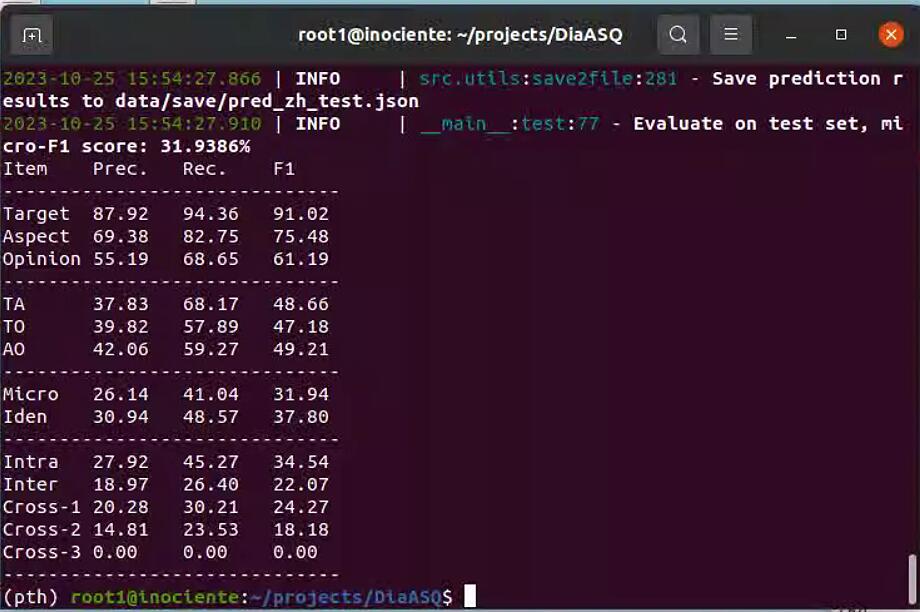 root1@inociente: ~/projects/DiaASQ
2023-10-25 15:54:27.866 | INFO     | src.utils:save2file:281 - Save prediction r
esults to data/save/pred_zh_test.json
2023-10-25 15:54:27.910 | INFO     | __main__:test:77 - Evaluate on test set, mi
cro-F1 score: 31.9386%
Item    Prec.   Rec.    F1
------------------------------
Target  87.92   94.36   91.02
Aspect  69.38   82.75   75.48
Opinion 55.19   68.65   61.19
------------------------------
TA      37.83   68.17   48.66
TO      39.82   57.89   47.18
AO      42.06   59.27   49.21
------------------------------
Micro   26.14   41.04   31.94
Iden    30.94   48.57   37.80
------------------------------
Intra   27.92   45.27   34.54
Inter   18.97   26.40   22.07
Cross-1 20.28   30.21   24.27
Cross-2 14.81   23.53   18.18
Cross-3 0.00    0.00    0.00
------------------------------
(pth) root1@inociente:~/projects/DiaASQ$